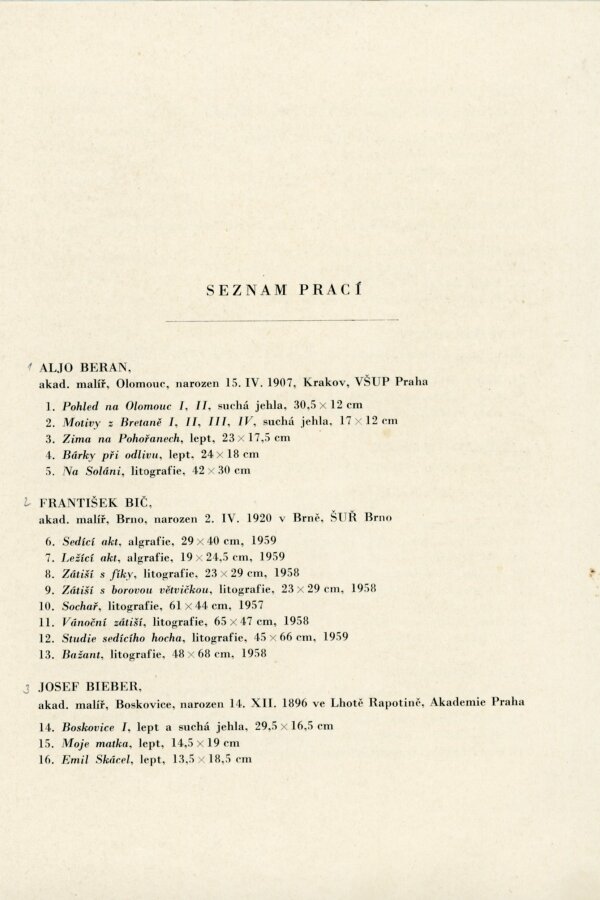 SEZNAM PRACÍ
1 ALJO BERAN,
akad. malíř, Olomouc, narozen 15. IV. 1907, Krakov, VŠUP Praha
1. Pohled na Olomouc I, II, suchá jehla, 30,5 × 12 cm
2. Motivy z Bretaně I, II, III, IV, suchá jehla, 17 × 12 cm
3. Zima na Pohořanech, lept, 23 × 17,5 cm
4. Bárky při odlivu, lept, 24 × 18 cm
5. Na Soláni, litografie, 42 × 30 cm
2 FRANTIŠEK BIČ,
akad. malíř, Brno, narozen 2. IV. 1920 v Brně, ŠUŘ Brno
6. Sedící akt, algrafie, 29 × 40 cm, 1959
7. Ležící akt, algrafie, 19 × 24,5 cm, 1959
8. Zátiší s fíky, litografie, 23 × 29 cm, 1958
9. Zátiší s borovou větvičkou, litografie, 23 × 29 cm, 1958
10. Sochař, litografie, 61 × 44 cm, 1957
11. Vánoční zátiší, litografie, 65 × 47 cm, 1958
12. Studie sedícího hocha, litografie, 45 × 66 cm, 1959
13. Bažant, litografie, 48 × 68 cm, 1958
3 JOSEF BIEBER,
akad. malíř, Boskovice, narozen 14. XII. 1896 ve Lhotě Rapotině, Akademie Praha
14. Boskovice I, lept a suchá jehla, 29,5 × 16,5 cm
15. Moje matka, lept, 14,5 × 19 cm
16. Emil Skácel, lept, 13,5 × 18,5 cm